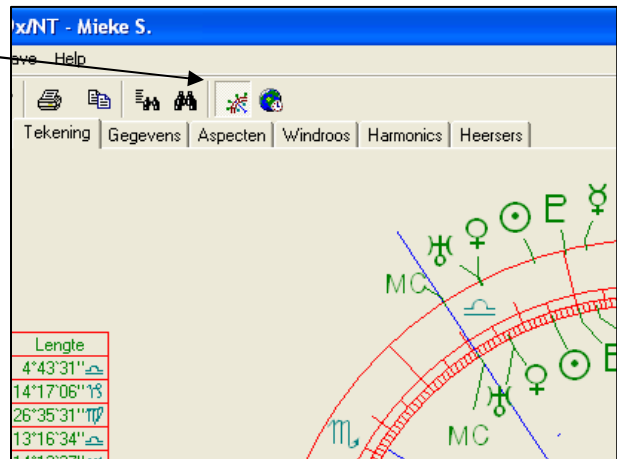 x/NT - Mieke S.
ave Help
Tekening Gegevens Aspecten Windroos Harmonics Heersers
MC
Lengte
4°43'31"♎
14°17'06"♑
26°35'31"♍
13°16'34"♎
MC